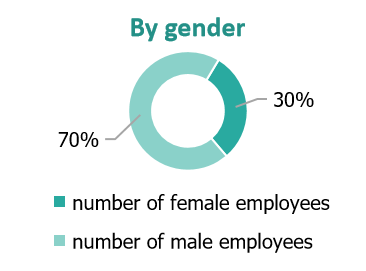 By gender
30%
70%
number of female employees
number of male employees